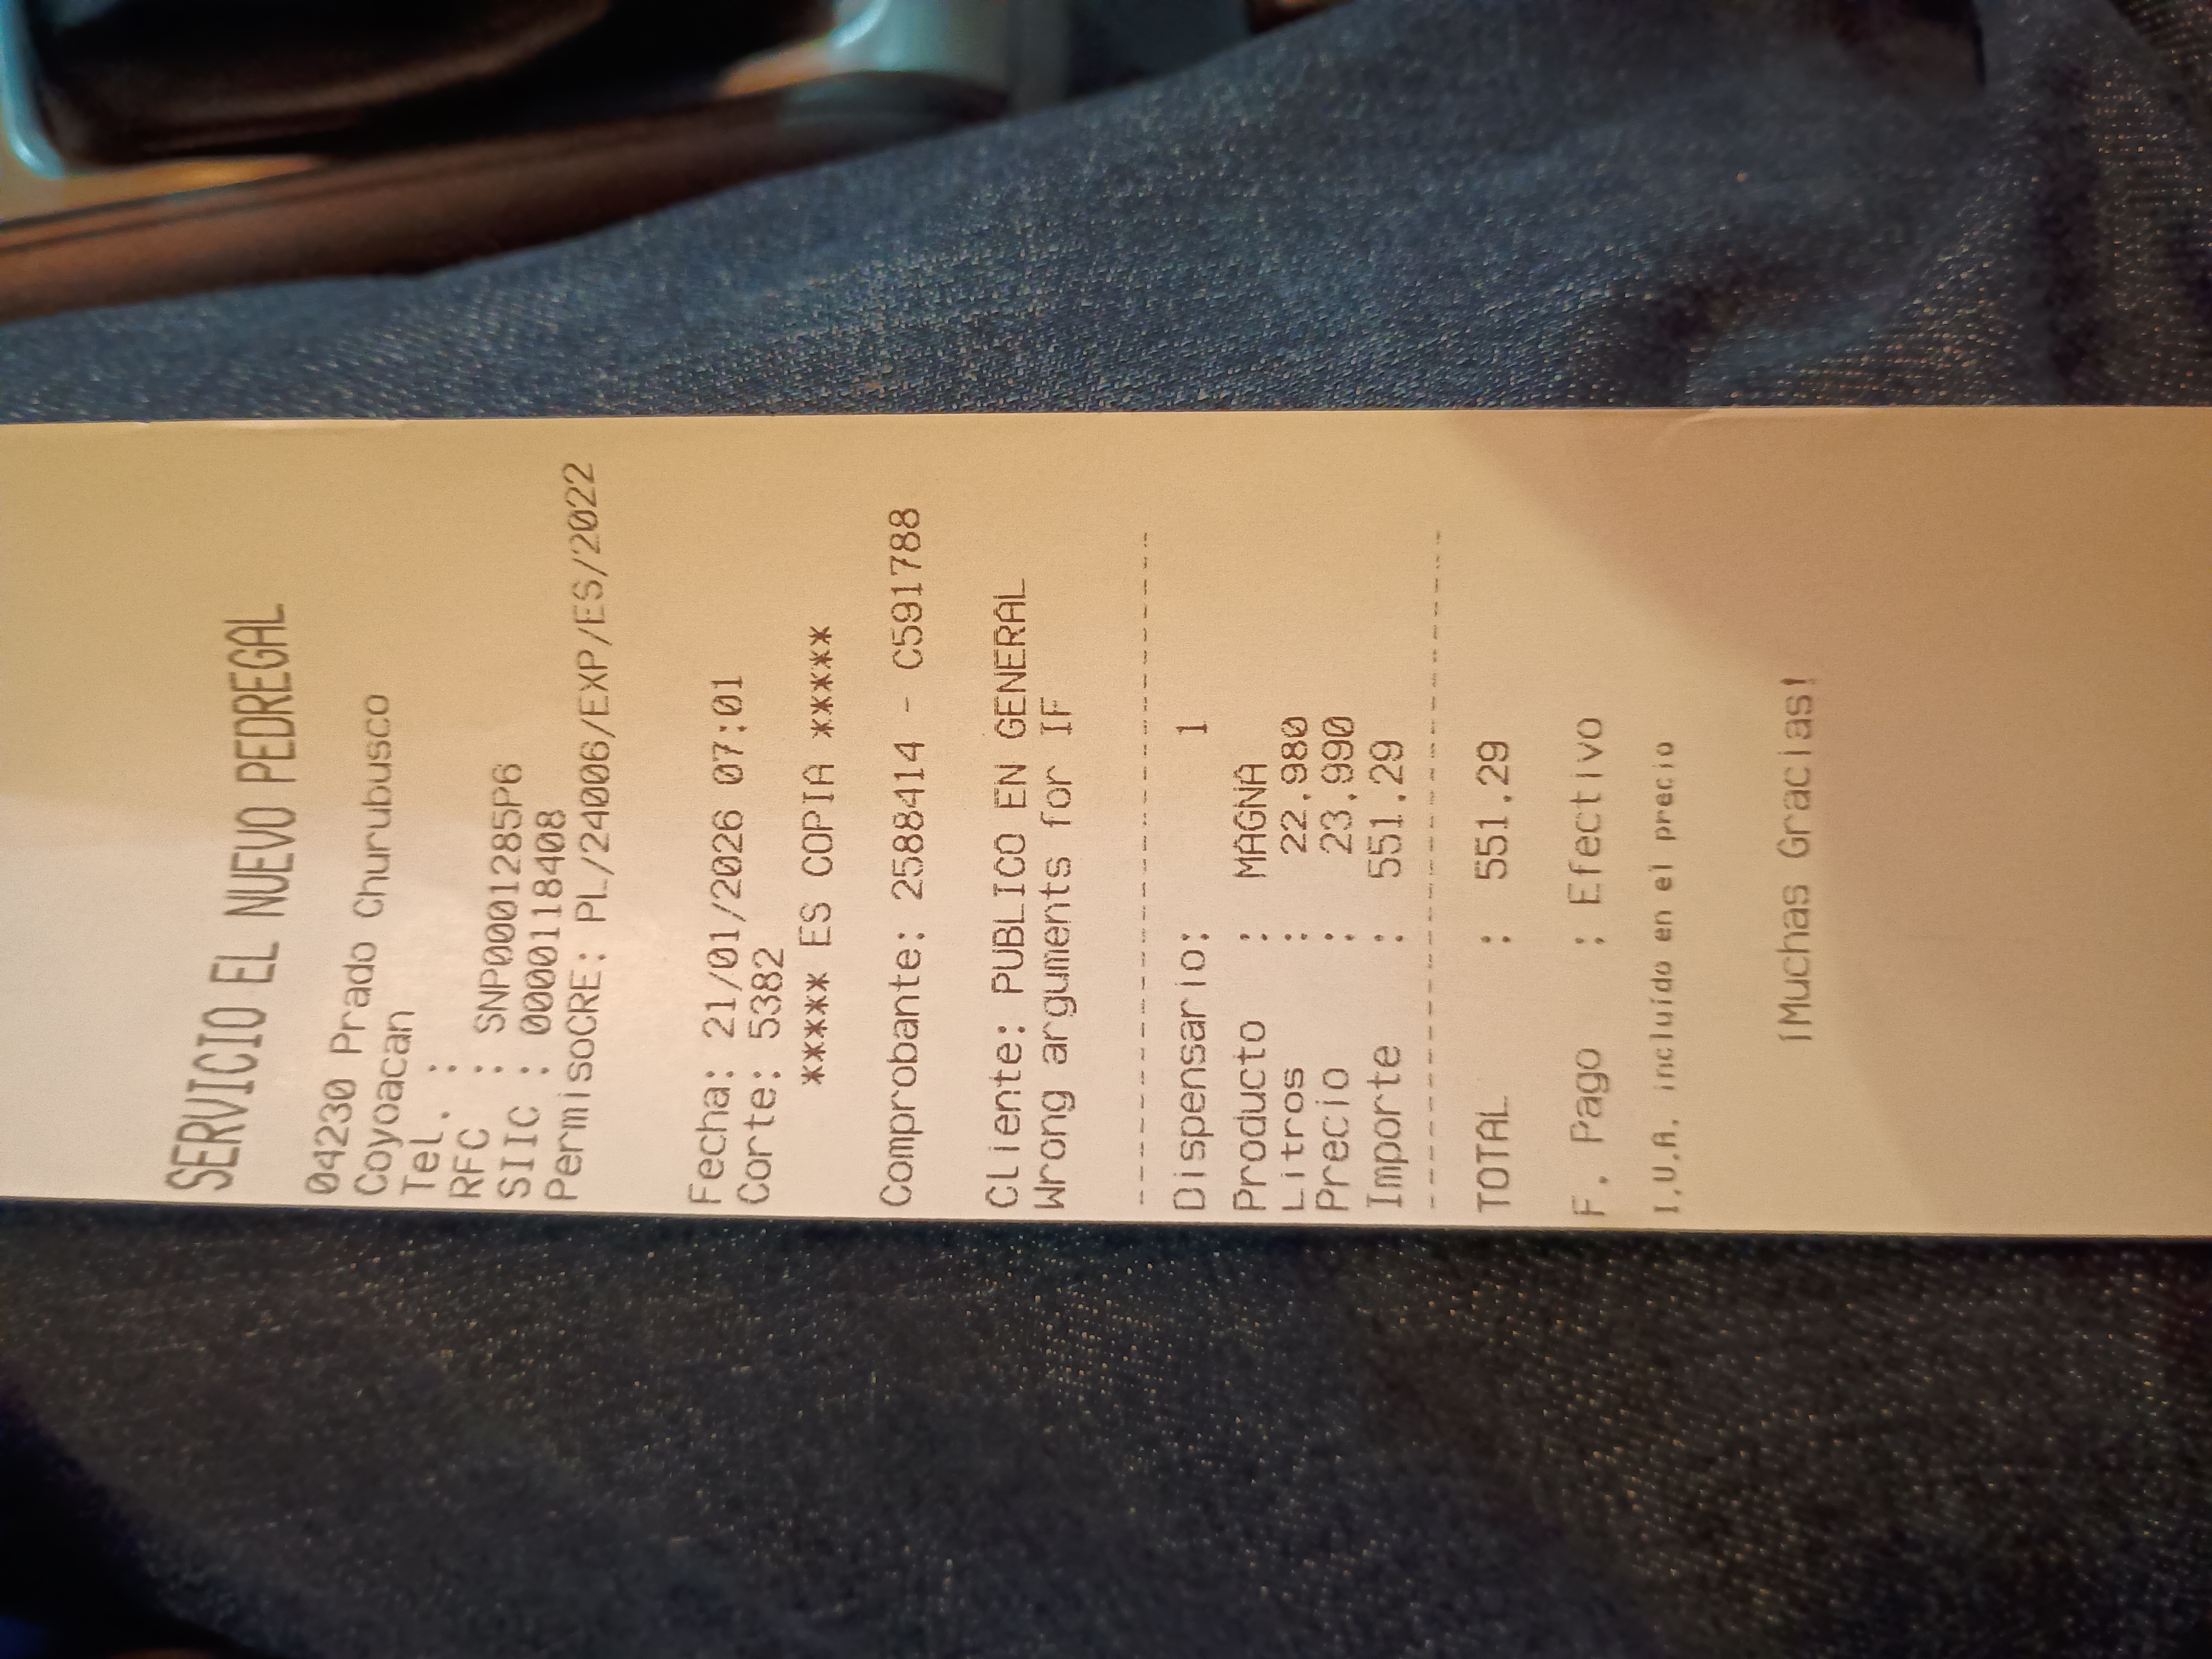 SERVICIO EL NUEVO PEDREGAL
04230 Prado Churubusco
Coyoacan
Tel. :
RFC : SNP0001285P6
SIIC : 0000118408
PermisoCRE: PL/24006/EXP/ES/2022
Fecha: 21/01/2026 07:01
Corte: 5382
***** ES COPIA *****
Comprobante: 2588414 - C591788
Cliente: PUBLICO EN GENERAL
Wrong arguments for IF
--------------------------------
Dispensario: 1
Producto : MAGNA
Litros : 22.980
Precio : 23.990
Importe : 551.29
--------------------------------
TOTAL : 551.29
F. Pago : Efectivo
I.V.A. incluído en el precio
¡Muchas Gracias!